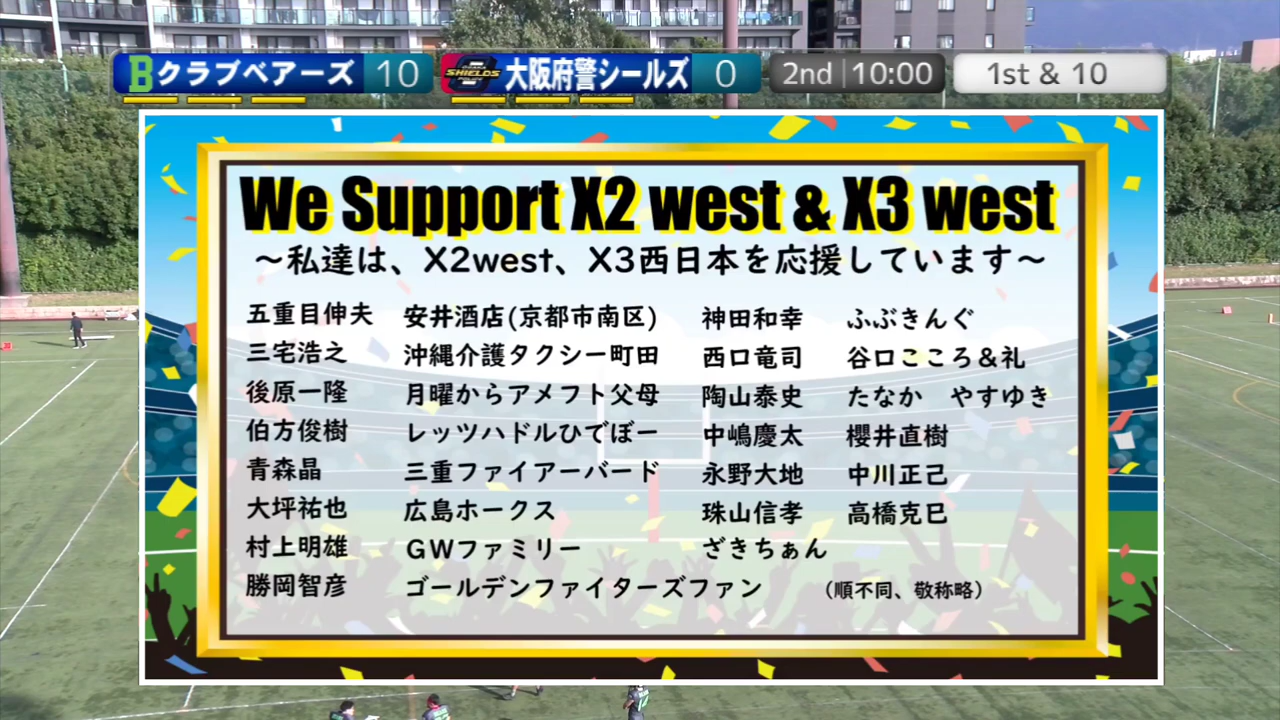 B クラブベアーズ 10 OSAKA SHIELDS POLICE 大阪府警シールズ 0 2nd 10:00 1st & 10
We Support X2 west & X3 west
〜私達は、X2west、X3西日本を応援しています〜
五重目伸夫 安井酒店(京都市南区) 神田和幸 ふぶきんぐ
三宅浩之 沖縄介護タクシー町田 西口竜司 谷口こころ&礼
後原一隆 月曜からアメフト父母 陶山泰史 たなか やすゆき
伯方俊樹 レッツハドルひでぼー 中嶋慶太 櫻井直樹
青森晶 三重ファイアーバード 永野大地 中川正己
大坪祐也 広島ホークス 珠山信孝 高橋克巳
村上明雄 GWファミリー ざきちぁん
勝岡智彦 ゴールデンファイターズファン (順不同、敬称略)